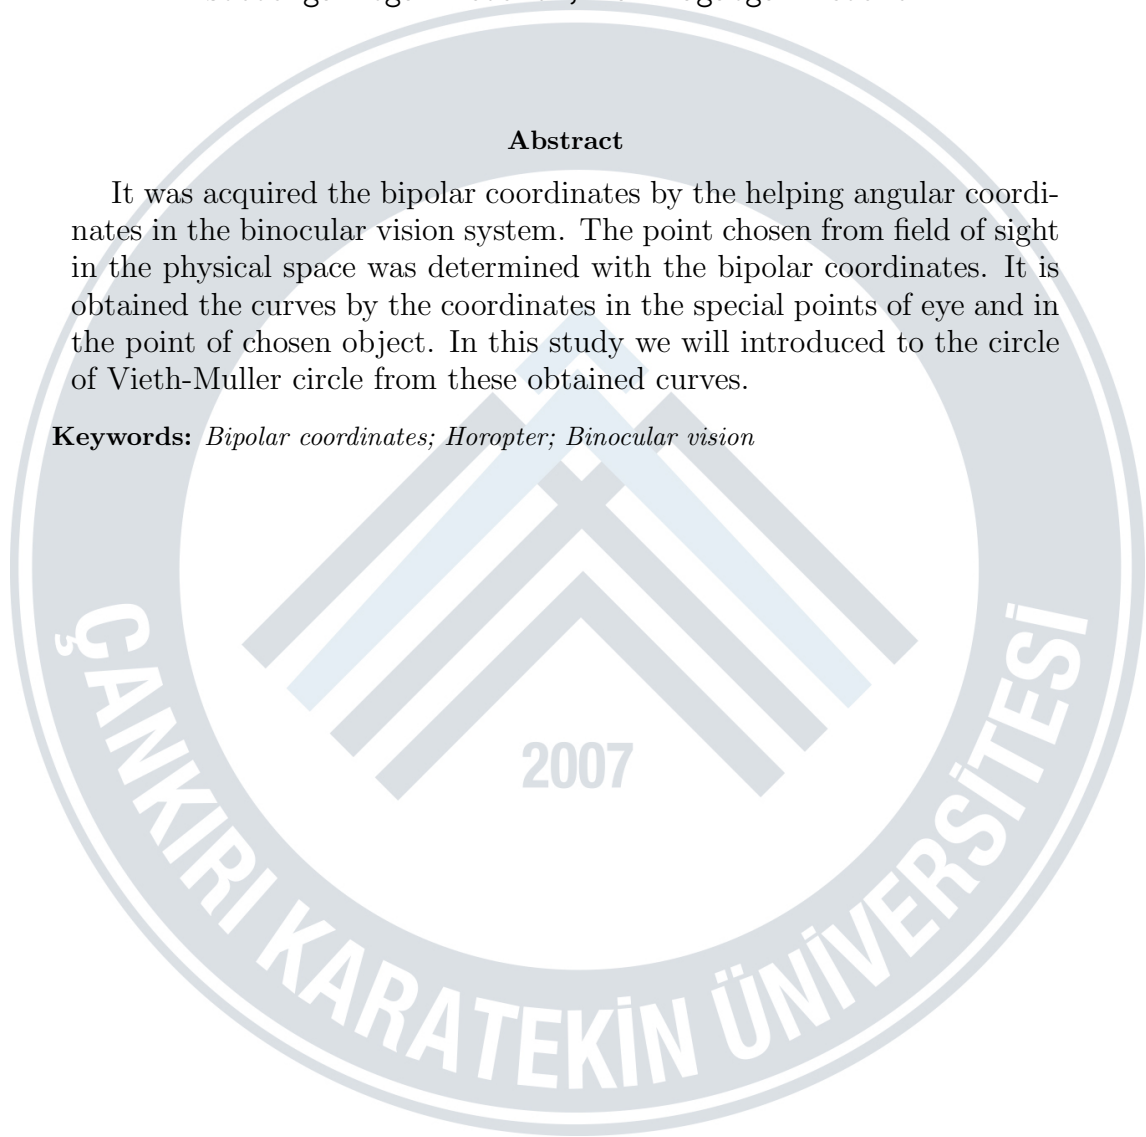 Abstract
It was acquired the bipolar coordinates by the helping angular coordi-
nates in the binocular vision system. The point chosen from field of sight
in the physical space was determined with the bipolar coordinates. It is
obtained the curves by the coordinates in the special points of eye and in
the point of chosen object. In this study we will introduced to the circle
of Vieth-Muller circle from these obtained curves.
Keywords: Bipolar coordinates; Horopter; Binocular vision
2007
ÇANKIRI KARATEKİN ÜNİVERSİTESİ